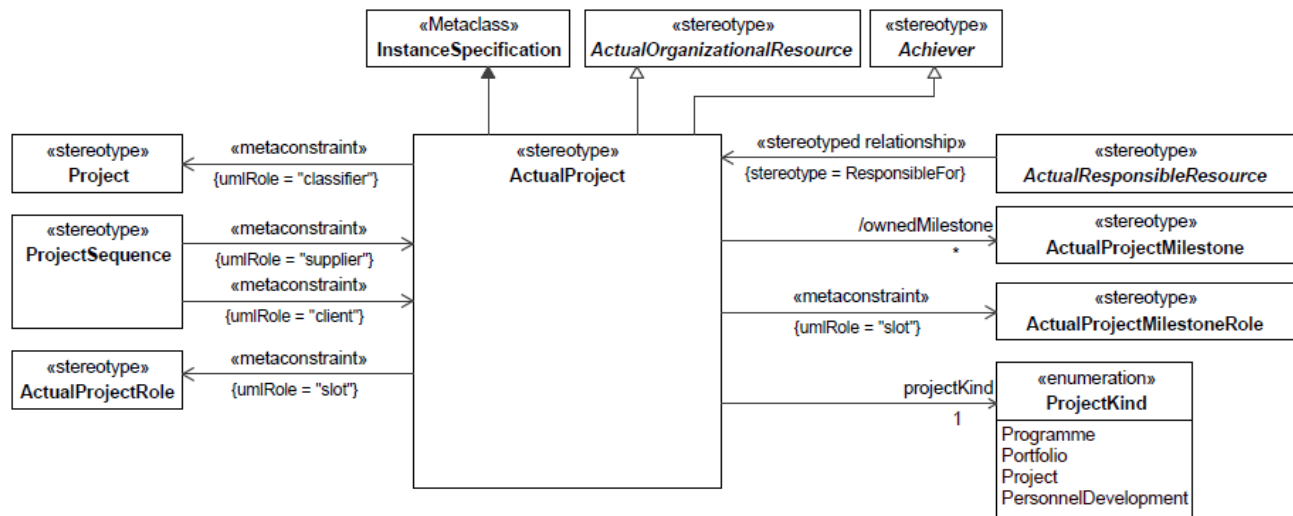 «Metaclass»
InstanceSpecification
«stereotype»
ActualOrganizationalResource
«stereotype»
Achiever
«stereotype»
Project
«metaconstraint»
{umlRole = "classifier"}
«stereotype»
ProjectSequence
«metaconstraint»
{umlRole = "supplier"}
«metaconstraint»
{umlRole = "client"}
«stereotype»
ActualProjectRole
«metaconstraint»
{umlRole = "slot"}
«stereotype»
ActualProject
«stereotyped relationship»
{stereotype = ResponsibleFor}
«stereotype»
ActualResponsibleResource
/ownedMilestone
*
«stereotype»
ActualProjectMilestone
«metaconstraint»
{umlRole = "slot"}
«stereotype»
ActualProjectMilestoneRole
projectKind
1
«enumeration»
ProjectKind
Programme
Portfolio
Project
PersonnelDevelopment